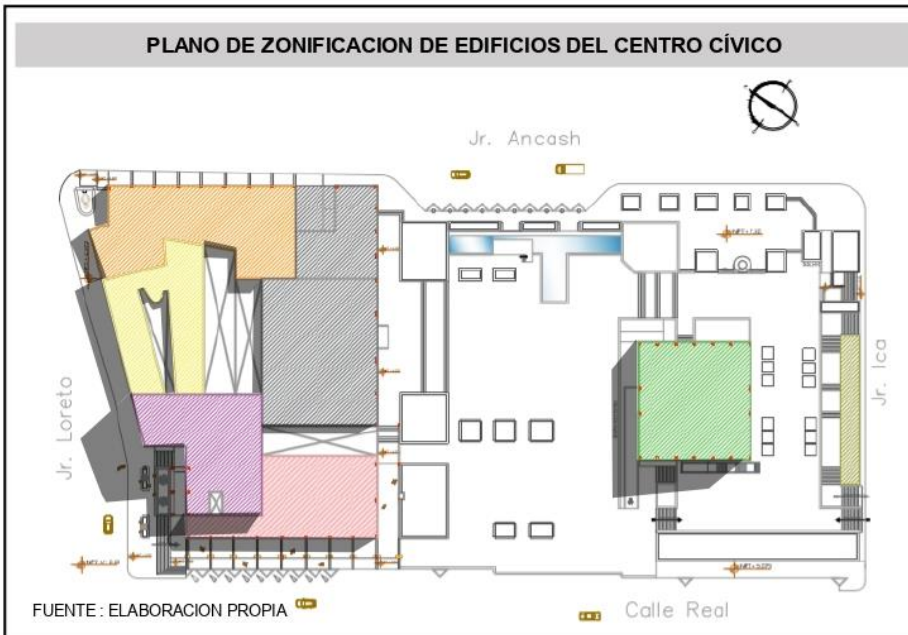 PLANO DE ZONIFICACION DE EDIFICIOS DEL CENTRO CÍVICO
Jr. Ancash
Jr. Loreto
Jr. Ica
Calle Real
FUENTE : ELABORACION PROPIA